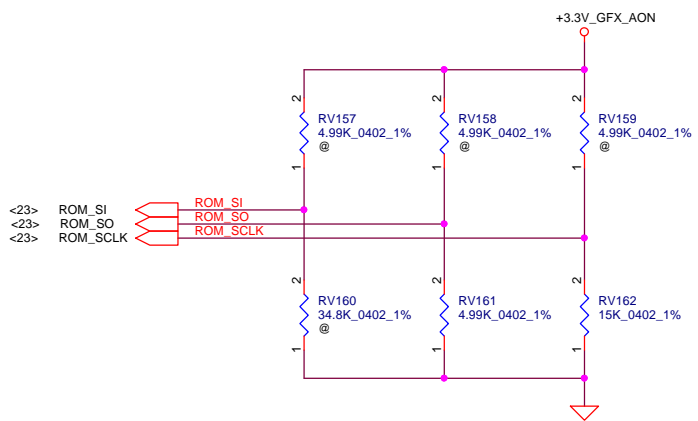 +3.3V_GFX_AON
2 2 2
RV157 RV158 RV159
4.99K_0402_1% 4.99K_0402_1% 4.99K_0402_1%
@ @ @
1 1 1
<23> ROM_SI ROM_SI
<23> ROM_SO ROM_SO
<23> ROM_SCLK ROM_SCLK
2 2 2
RV160 RV161 RV162
34.8K_0402_1% 4.99K_0402_1% 15K_0402_1%
@
1 1 1